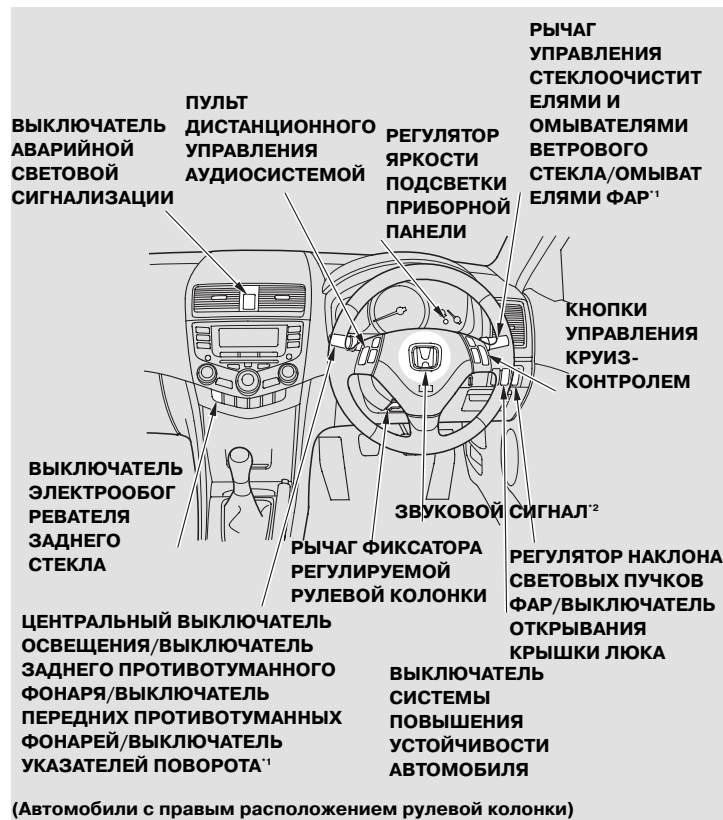 РЫЧАГ
УПРАВЛЕНИЯ
СТЕКЛООЧИСТИТ
ЕЛЯМИ И
ОМЫВАТЕЛЯМИ
ВЕТРОВОГО
СТЕКЛА/ОМЫВАТ
ЕЛЯМИ ФАР*1
ПУЛЬТ
ДИСТАНЦИОННОГО
УПРАВЛЕНИЯ
АУДИОСИСТЕМОЙ
ВЫКЛЮЧАТЕЛЬ
АВАРИЙНОЙ
СВЕТОВОЙ
СИГНАЛИЗАЦИИ
РЕГУЛЯТОР
ЯРКОСТИ
ПОДСВЕТКИ
ПРИБОРНОЙ
ПАНЕЛИ
КНОПКИ
УПРАВЛЕНИЯ
КРУИЗ-
КОНТРОЛЕМ
ВЫКЛЮЧАТЕЛЬ
ЭЛЕКТРООБОГ
РЕВАТЕЛЯ
ЗАДНЕГО
СТЕКЛА
ЗВУКОВОЙ СИГНАЛ*2
РЫЧАГ ФИКСАТОРА
РЕГУЛИРУЕМОЙ
РУЛЕВОЙ КОЛОНКИ
РЕГУЛЯТОР НАКЛОНА
СВЕТОВЫХ ПУЧКОВ
ФАР/ВЫКЛЮЧАТЕЛЬ
ОТКРЫВАНИЯ
КРЫШКИ ЛЮКА
ЦЕНТРАЛЬНЫЙ ВЫКЛЮЧАТЕЛЬ
ОСВЕЩЕНИЯ/ВЫКЛЮЧАТЕЛЬ
ЗАДНЕГО ПРОТИВОТУМАННОГО
ФОНАРЯ/ВЫКЛЮЧАТЕЛЬ
ПЕРЕДНИХ ПРОТИВОТУМАННЫХ
ФОНАРЕЙ/ВЫКЛЮЧАТЕЛЬ
УКАЗАТЕЛЕЙ ПОВОРОТА*1
ВЫКЛЮЧАТЕЛЬ
СИСТЕМЫ
ПОВЫШЕНИЯ
УСТОЙЧИВОСТИ
АВТОМОБИЛЯ
(Автомобили с правым расположением рулевой колонки)